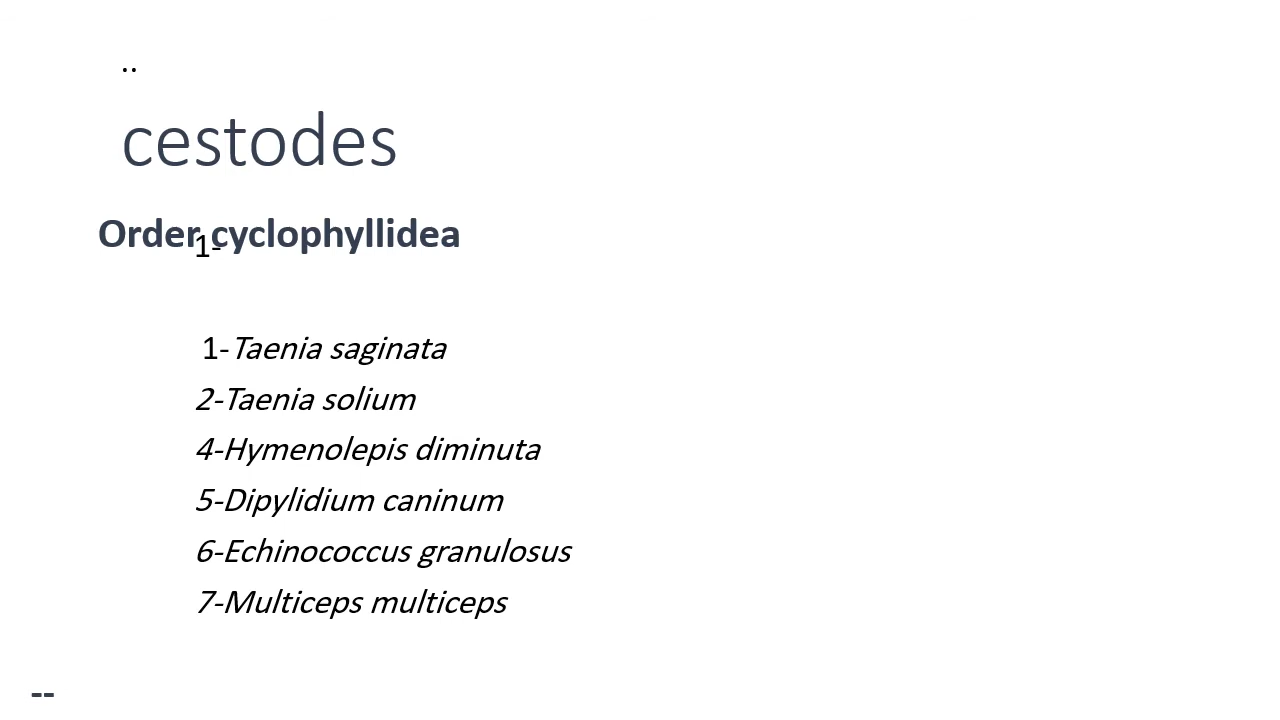 ..
cestodes
Order cyclophyllidea
1-
1-Taenia saginata
2-Taenia solium
4-Hymenolepis diminuta
5-Dipylidium caninum
6-Echinococcus granulosus
7-Multiceps multiceps
--